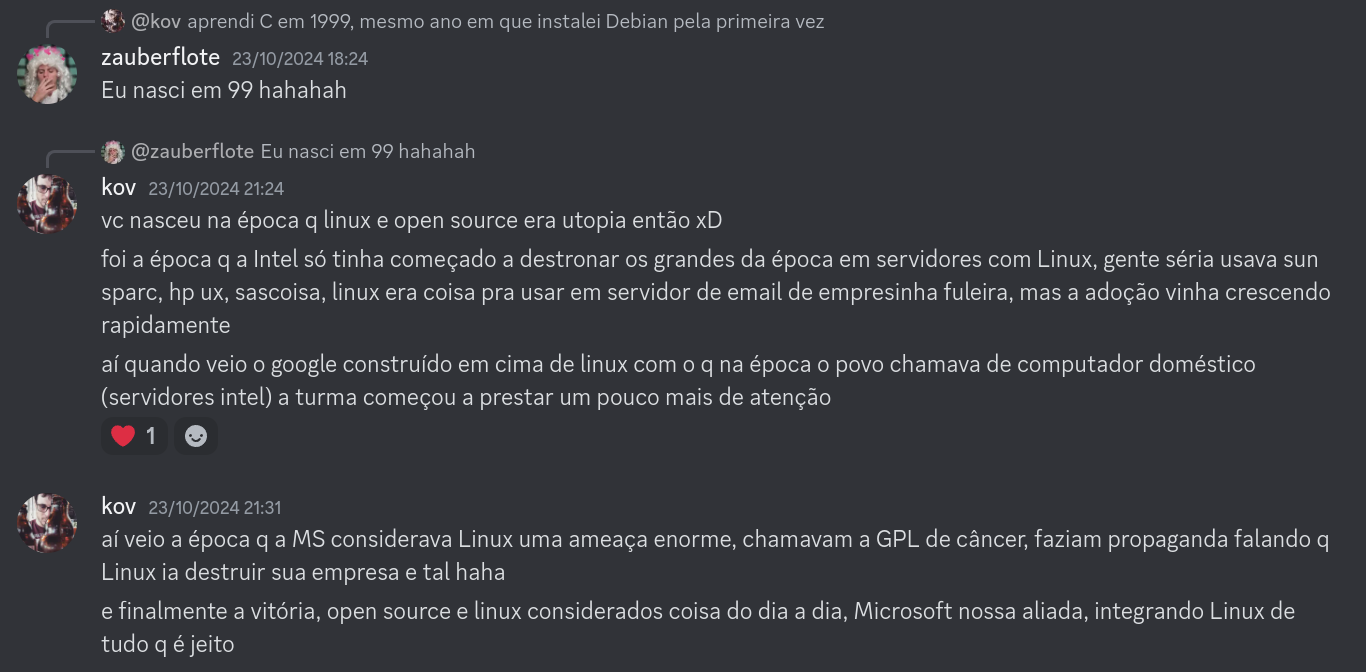 @kov aprendi C em 1999, mesmo ano em que instalei Debian pela primeira vez
zauberflote 23/10/2024 18:24
Eu nasci em 99 hahahah
@zauberflote Eu nasci em 99 hahahah
kov 23/10/2024 21:24
vc nasceu na época q linux e open source era utopia então xD
foi a época q a Intel só tinha começado a destronar os grandes da época em servidores com Linux, gente séria usava sun
sparc, hp ux, sascoisa, linux era coisa pra usar em servidor de email de empresinha fuleira, mas a adoção vinha crescendo
rapidamente
aí quando veio o google construído em cima de linux com o q na época o povo chamava de computador doméstico
(servidores intel) a turma começou a prestar um pouco mais de atenção
1
kov 23/10/2024 21:31
aí veio a época q a MS considerava Linux uma ameaça enorme, chamavam a GPL de câncer, faziam propaganda falando q
Linux ia destruir sua empresa e tal haha
e finalmente a vitória, open source e linux considerados coisa do dia a dia, Microsoft nossa aliada, integrando Linux de
tudo q é jeito